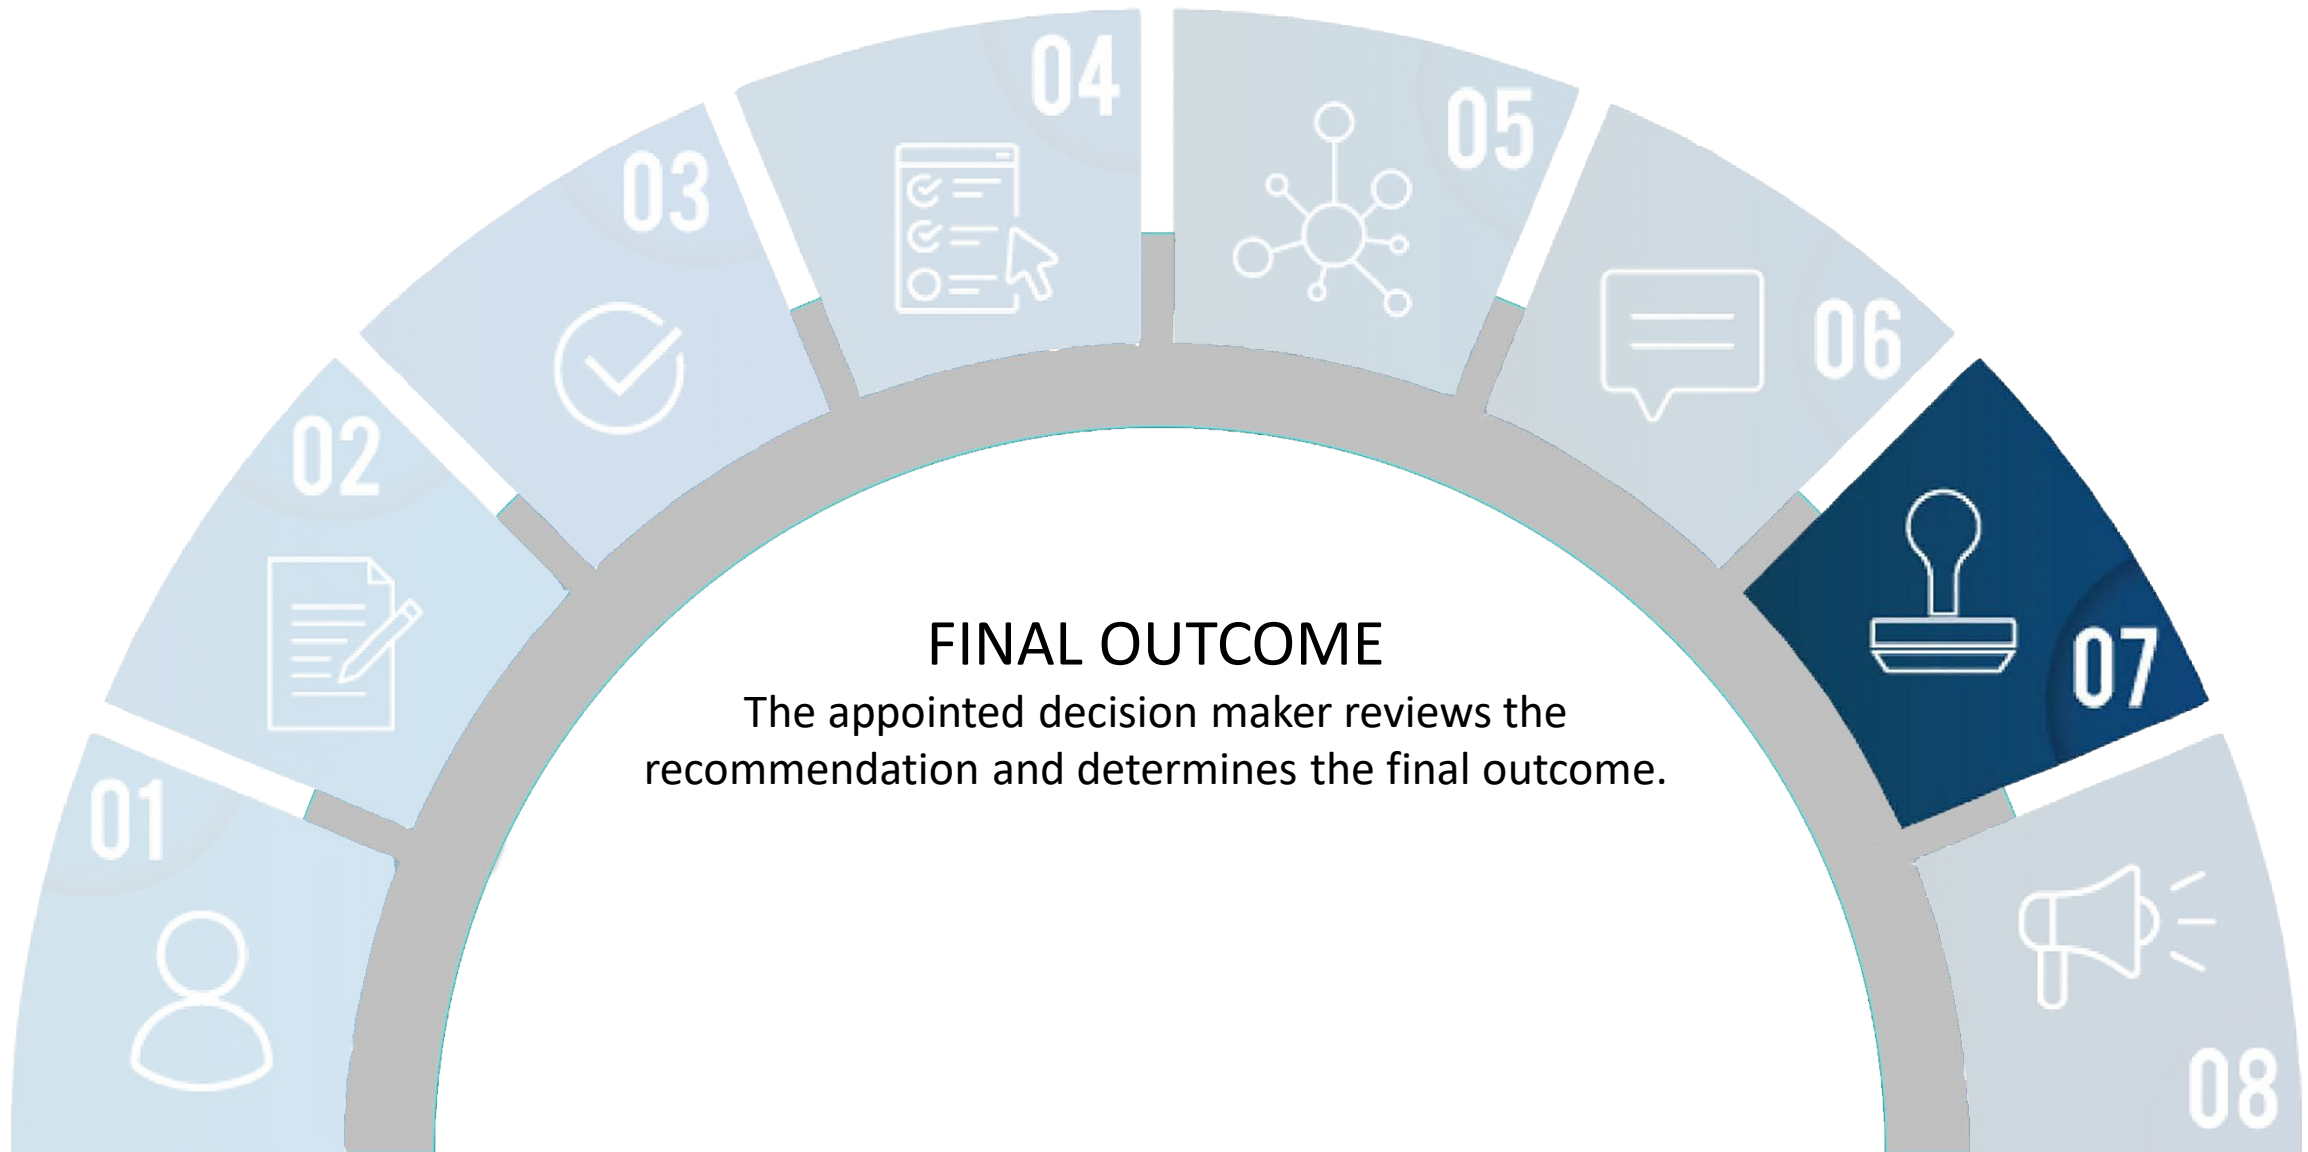 01
02
03
04
05
06
07
08
FINAL OUTCOME
The appointed decision maker reviews the
recommendation and determines the final outcome.